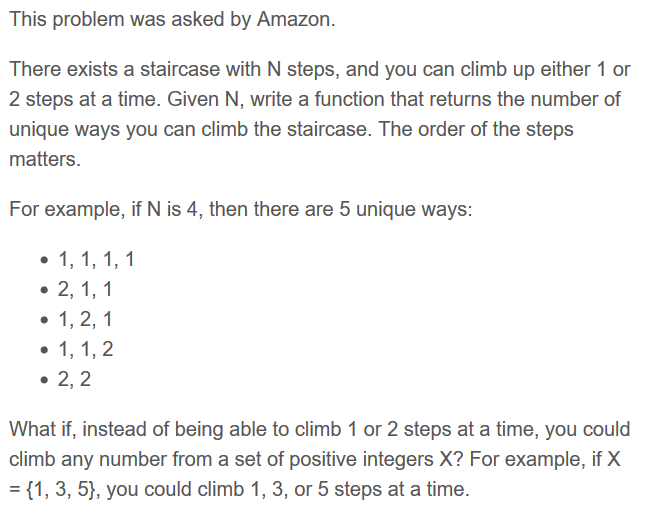 This problem was asked by Amazon.
There exists a staircase with N steps, and you can climb up either 1 or
2 steps at a time. Given N, write a function that returns the number of
unique ways you can climb the staircase. The order of the steps
matters.
For example, if N is 4, then there are 5 unique ways:
• 1, 1, 1, 1
• 2, 1, 1
• 1, 2, 1
• 1, 1, 2
• 2, 2
What if, instead of being able to climb 1 or 2 steps at a time, you could
climb any number from a set of positive integers X? For example, if X
= {1, 3, 5}, you could climb 1, 3, or 5 steps at a time.